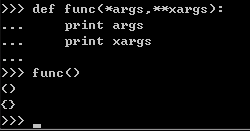 >>> def func(*args,**xargs):
...     print args
...     print xargs
...
>>> func()
()
{}
>>>